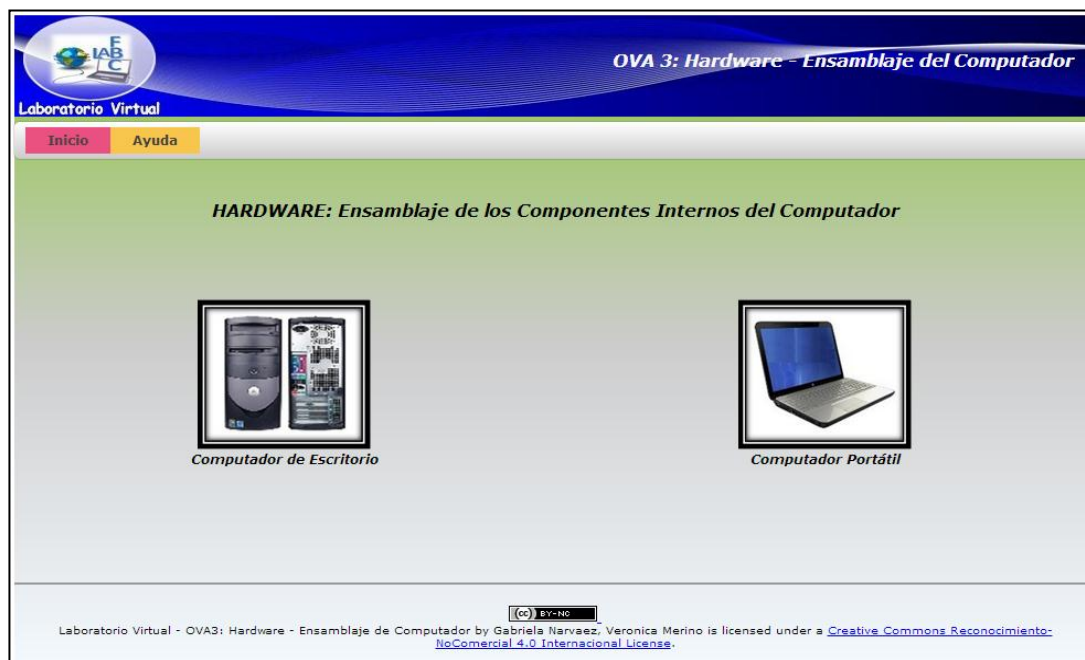 F
LAB
C
Laboratorio Virtual
OVA 3: Hardware - Ensamblaje del Computador
Inicio Ayuda
HARDWARE: Ensamblaje de los Componentes Internos del Computador
Computador de Escritorio Computador Portátil
(cc) BY-NC
Laboratorio Virtual - OVA3: Hardware - Ensamblaje de Computador by Gabriela Narvaez, Veronica Merino is licensed under a Creative Commons Reconocimiento-
NoComercial 4.0 Internacional License.